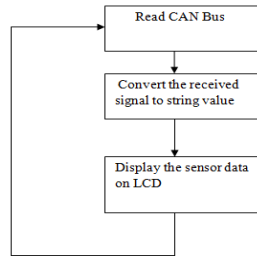 Read CAN Bus
Convert the received
signal to string value
Display the sensor data
on LCD